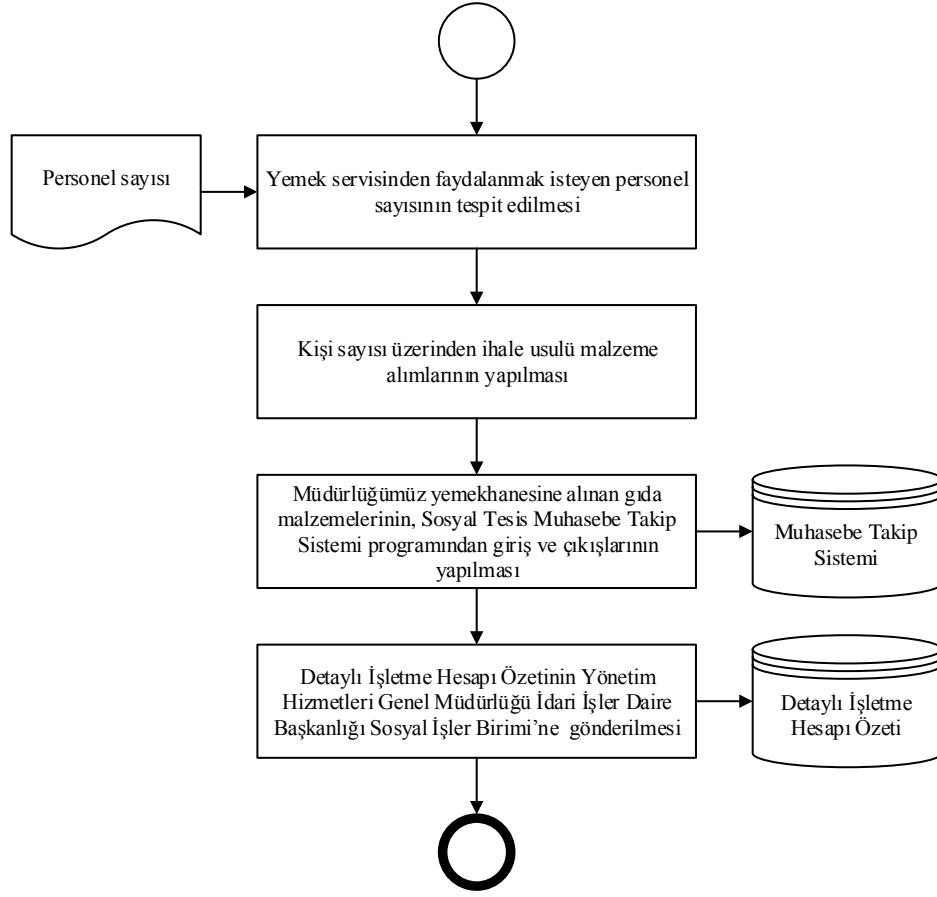 Personel sayısı
Yemek servisinden faydalanmak isteyen personel
sayısının tespit edilmesi
Kişi sayısı üzerinden ihale usulü malzeme
alımlarının yapılması
Müdürlüğümüz yemekhanesine alınan gıda
malzemelerinin, Sosyal Tesis Muhasebe Takip
Sistemi programından giriş ve çıkışlarının
yapılması
Muhasebe Takip
Sistemi
Detaylı İşletme Hesapı Özetinin Yönetim
Hizmetleri Genel Müdürlüğü İdari İşler Daire
Başkanlığı Sosyal İşler Birimi’ne  gönderilmesi
Detaylı İşletme
Hesapı Özeti